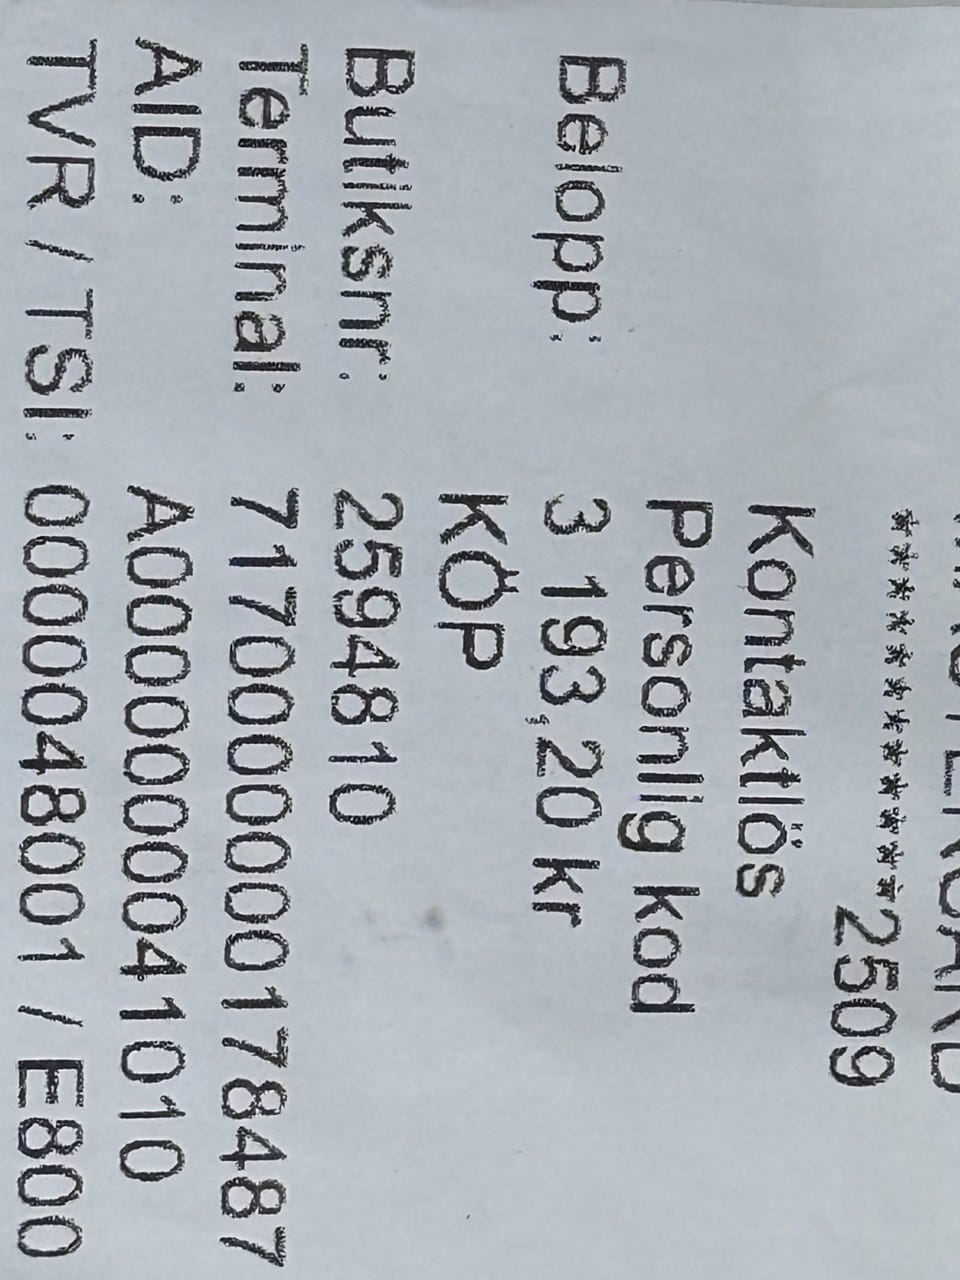 ************2509
Kontaktlös
Personlig kod
Belopp: 3 193,20 kr
KÖP
Butiksnr: 2594810
Terminal: 7170000000178487
AID: A0000000041010
TVR / TSI: 0000048001 / E800